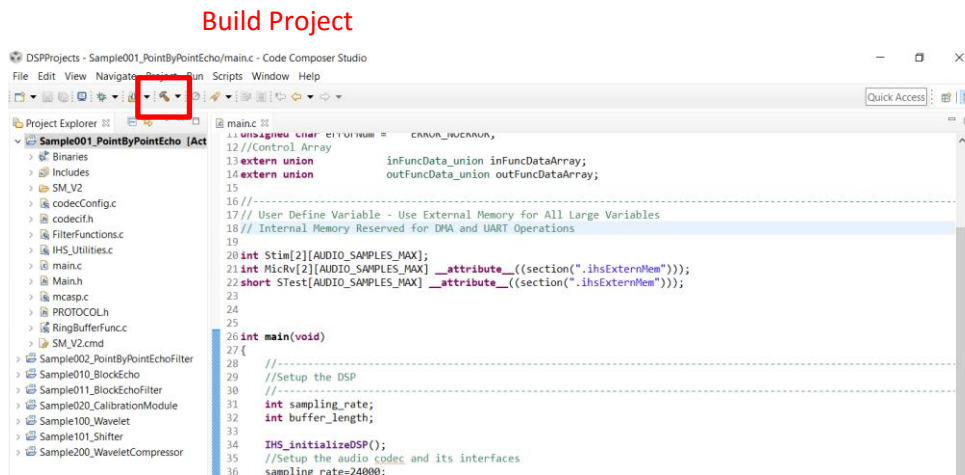 Build Project
DSPProjects - Sample001_PointByPointEcho/main.c - Code Composer Studio
File Edit View Navigate Project Run Scripts Window Help
Quick Access
Project Explorer
main.c
Sample001_PointByPointEcho [Act
Binaries
Includes
SM_V2
codecConfig.c
codecif.h
FilterFunctions.c
IHS_Utilities.c
main.c
Main.h
mcasp.c
PROTOCOL.h
RingBufferFunc.c
SM_V2.cmd
Sample002_PointByPointEchoFilter
Sample010_BlockEcho
Sample011_BlockEchoFilter
Sample020_CalibrationModule
Sample100_Wavelet
Sample101_Shifter
Sample200_WaveletCompressor
11 unsigned char errorNum = ERROR_NOERROR;
12 //Control Array
13 extern union inFuncData_union inFuncDataArray;
14 extern union outFuncData_union outFuncDataArray;
15
16 //------------------------------------------------------------
17 // User Define Variable - Use External Memory for All Large Variables
18 // Internal Memory Reserved for DMA and UART Operations
19
20 int Stim[2][AUDIO_SAMPLES_MAX];
21 int MicRv[2][AUDIO_SAMPLES_MAX] __attribute__((section(".ihsExternMem")));
22 short STest[AUDIO_SAMPLES_MAX] __attribute__((section(".ihsExternMem")));
23
24
25
26 int main(void)
27 {
28 //------------------------------------------------------------
29 //Setup the DSP
30 //------------------------------------------------------------
31 int sampling_rate;
32 int buffer_length;
33
34 IHS_initializeDSP();
35 //Setup the audio codec and its interfaces
36 sampling_rate=24000;